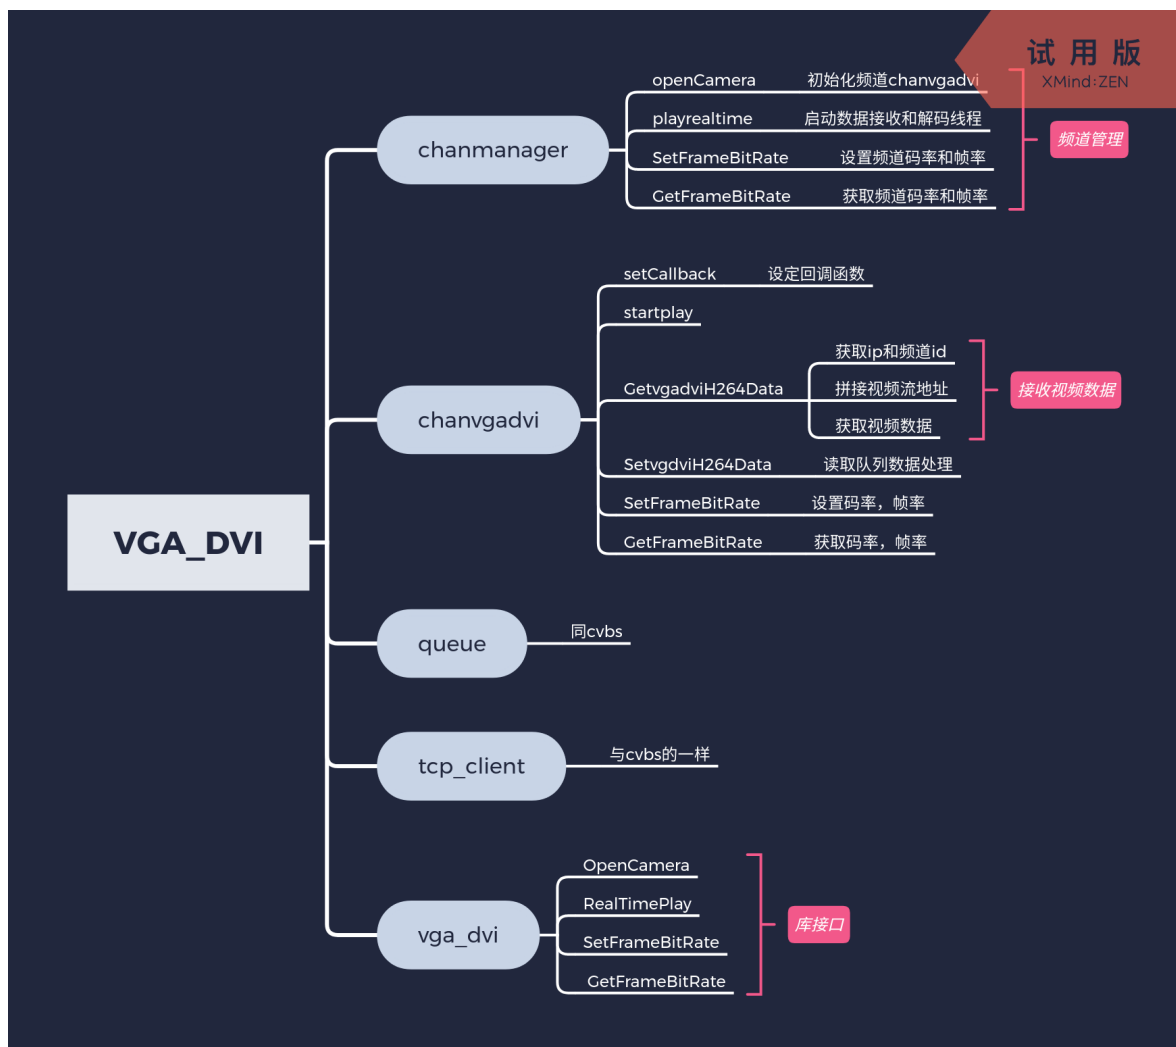 试用版
XMind:ZEN
VGA_DVI
chanmanager
openCamera 初始化频道chanvgadvi
playrealtime 启动数据接收和解码线程
SetFrameBitRate 设置频道码率和帧率
GetFrameBitRate 获取频道码率和帧率
频道管理
chanvgadvi
setCallback 设定回调函数
startplay
GetvgadviH264Data
获取ip和频道id
拼接视频流地址
获取视频数据
接收视频数据
SetvgdviH264Data 读取队列数据处理
SetFrameBitRate 设置码率，帧率
GetFrameBitRate 获取码率，帧率
queue
同cvbs
tcp_client
与cvbs的一样
vga_dvi
OpenCamera
RealTimePlay
SetFrameBitRate
GetFrameBitRate
库接口